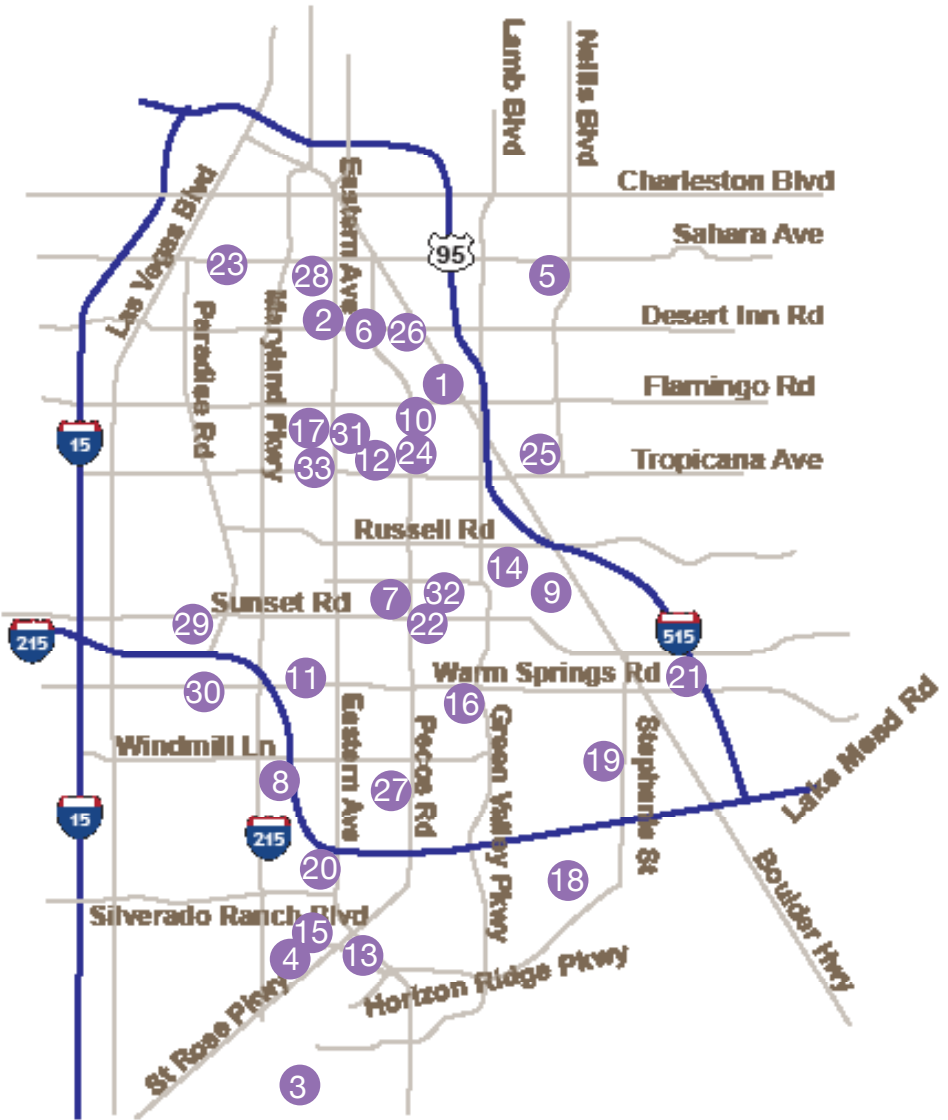 Lamb Blvd
Nellis Blvd
Charleston Blvd
Eastern Ave
Las Vegas Blvd
Sahara Ave
95
23
28
5
Paradise Rd
Maryland Pkwy
Desert Inn Rd
2
6
26
Flamingo Rd
1
10
17
31
15
24
25
12
33
Tropicana Ave
Russell Rd
14
9
32
7
Sunset Rd
22
29
215
515
11
Warm Springs Rd
21
30
16
Eastern Ave
Pecos Rd
Green Valley Pkwy
Stephanie St
Lake Mead Rd
Windmill Ln
19
8
27
15
215
20
18
Boulder Hwy
Silverado Ranch Blvd
15
13
4
Horizon Ridge Pkwy
St Rose Pkwy
3